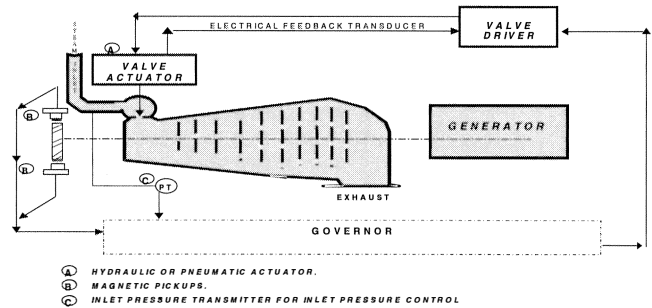 ELECTRICAL FEEDBACK TRANSDUCER
VALVE
DRIVER
STEAM INLET
A
VALVE
ACTUATOR
B
B
GENERATOR
C
PT
EXHAUST
GOVERNOR
A HYDRAULIC OR PNEUMATIC ACTUATOR.
B MAGNETIC PICKUPS.
C INLET PRESSURE TRANSMITTER FOR INLET PRESSURE CONTROL